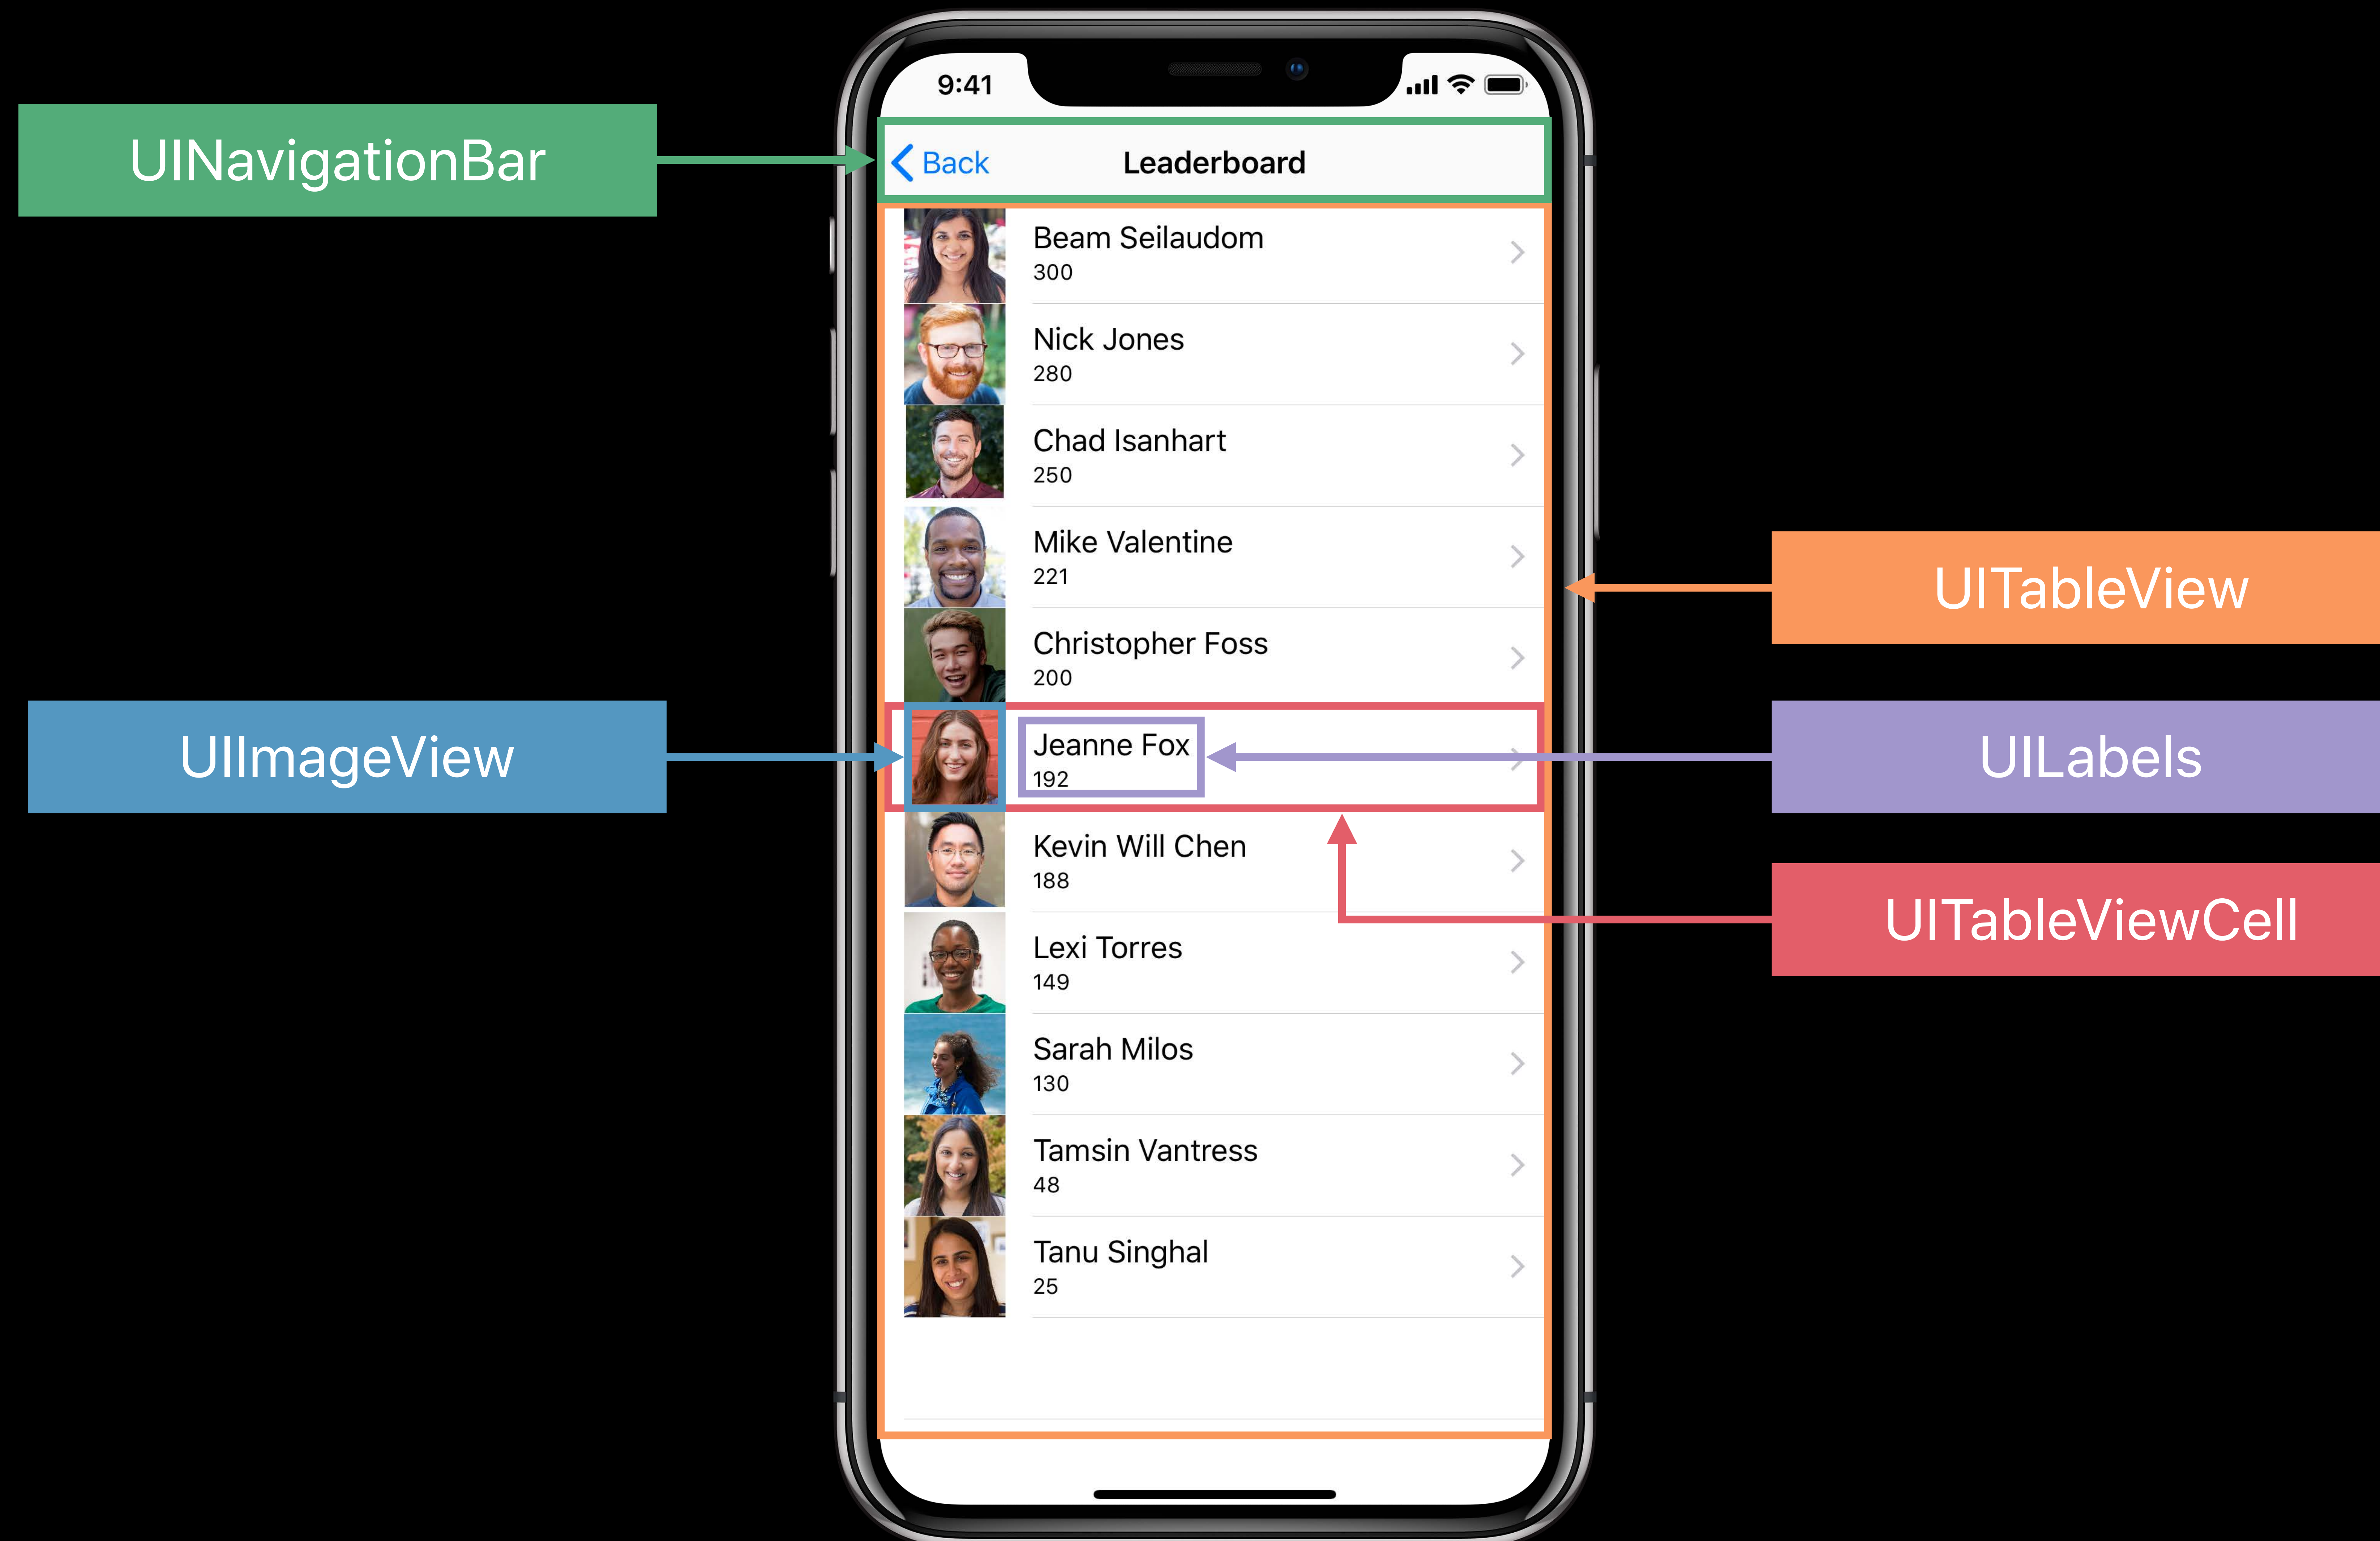 9:41
UINavigationBar
Back
Leaderboard
Beam Seilaudom
300
Nick Jones
280
Chad Isanhart
250
Mike Valentine
221
UITableView
Christopher Foss
200
UIImageView
Jeanne Fox
192
UILabels
Kevin Will Chen
188
UITableViewCell
Lexi Torres
149
Sarah Milos
130
Tamsin Vantress
48
Tanu Singhal
25